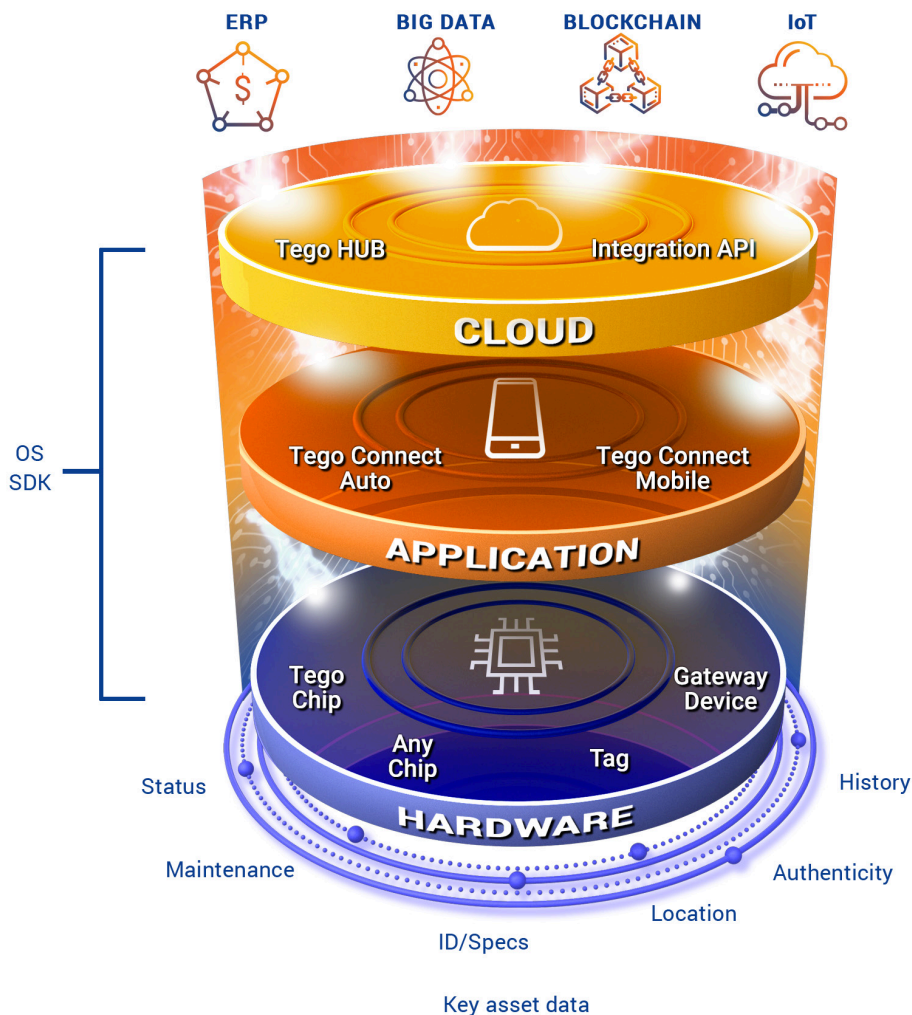 ERP
BIG DATA
BLOCKCHAIN
IoT
$
Tego HUB
Integration API
CLOUD
OS
SDK
Tego Connect
Auto
Tego Connect
Mobile
APPLICATION
Tego
Chip
Gateway
Device
Any
Chip
Tag
HARDWARE
Status
History
Maintenance
Authenticity
Location
ID/Specs
Key asset data